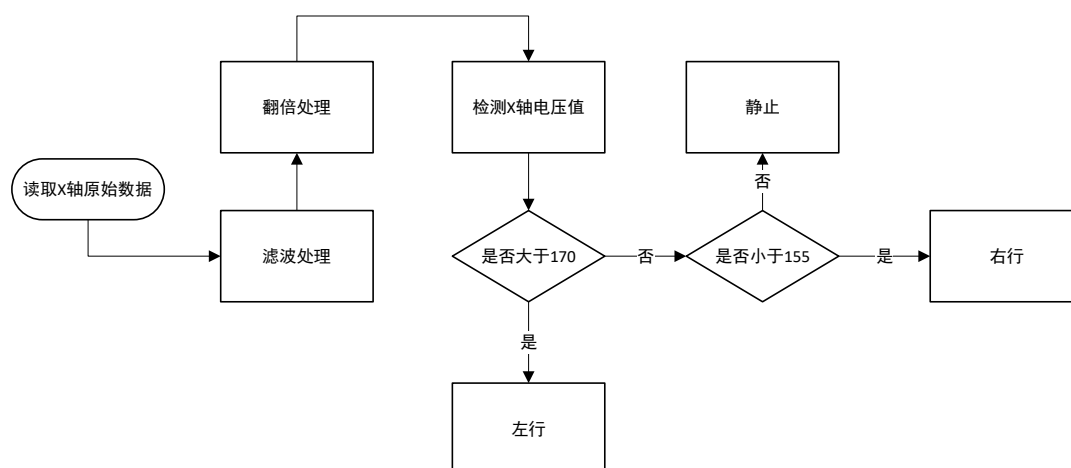 翻倍处理
检测X轴电压值
静止
读取X轴原始数据
否
滤波处理
是否大于170
否
是否小于155
是
右行
是
左行